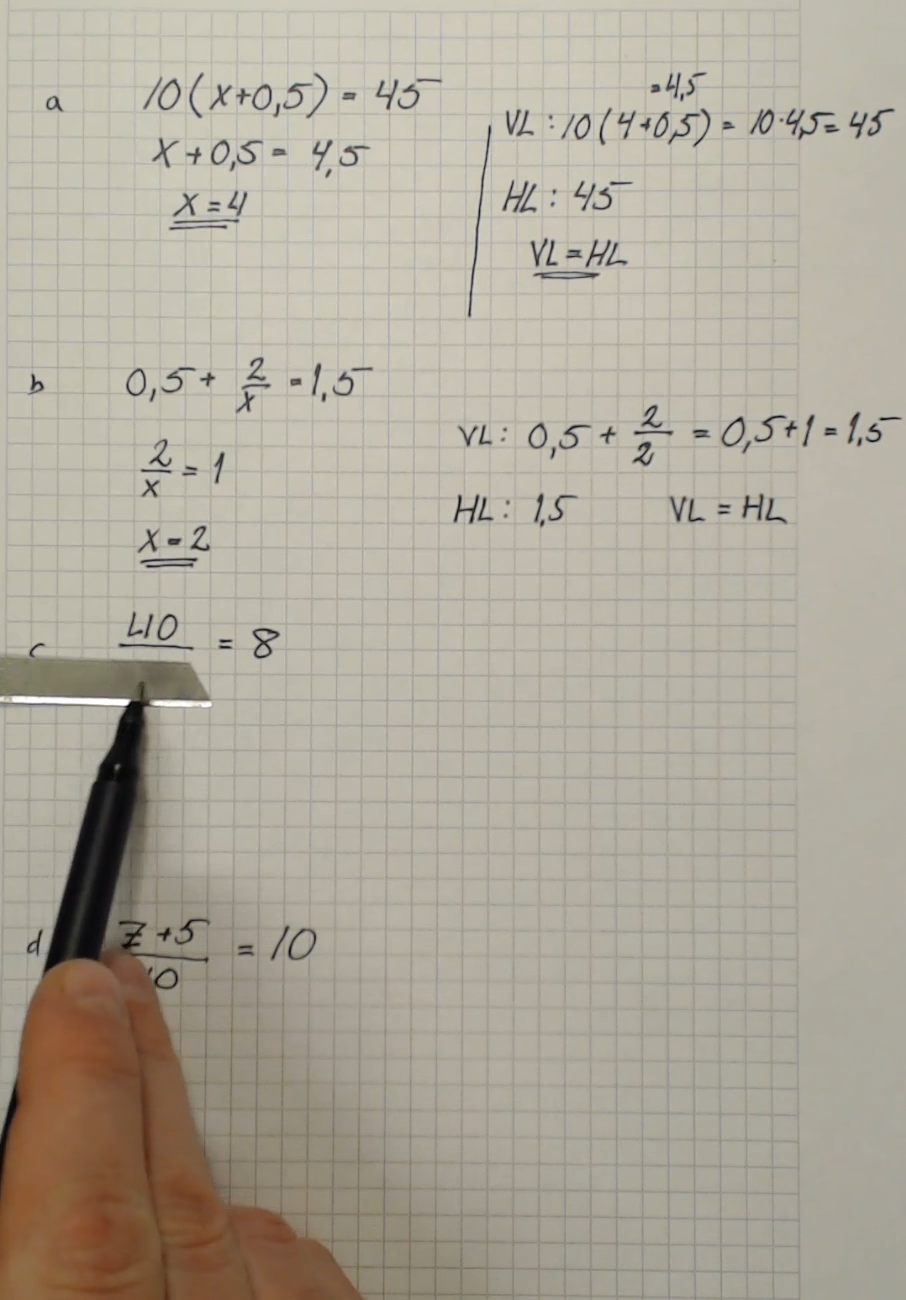 a 10(x+0,5) = 45
x+0,5 = 4,5
x=4
=4,5
VL: 10(4+0,5) = 10·4,5 = 45
HL: 45
VL=HL
b 0,5 + 2/x = 1,5
2/x = 1
x=2
VL: 0,5 + 2/2 = 0,5+1 = 1,5
HL: 1,5 VL = HL
40 = 8
d z+5/10 = 10